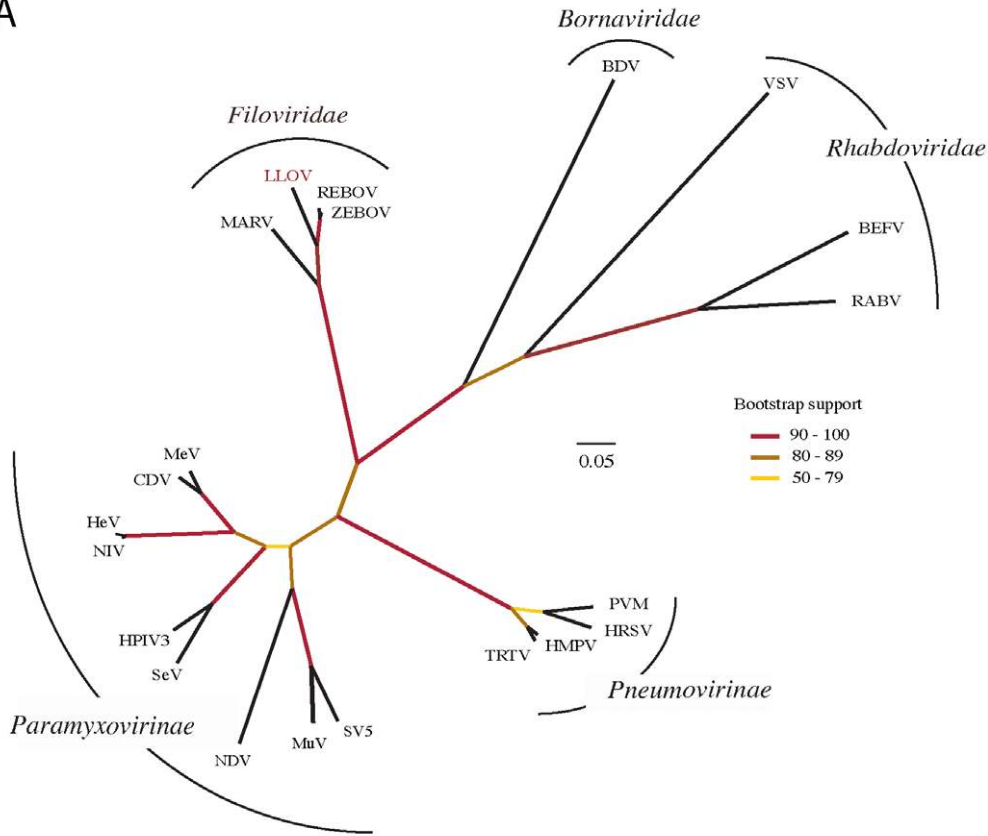 A
Bornaviridae
BDV
VSV
Filoviridae
Rhabdoviridae
LLOV
REBOV
ZEBOV
MARV
BEFV
RABV
Bootstrap support
90 - 100
80 - 89
50 - 79
0.05
MeV
CDV
HeV
NIV
HPIV3
SeV
PVM
HRSV
HMPV
TRTV
Pneumovirinae
Paramyxovirinae
NDV
MuV
SV5